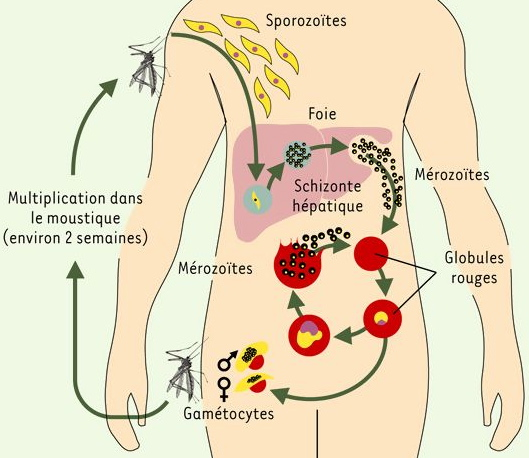 Sporozoïtes
Foie
Mérozoïtes
Schizonte
hépatique
Multiplication dans
le moustique
(environ 2 semaines)
Mérozoïtes
Globules
rouges
Gamétocytes